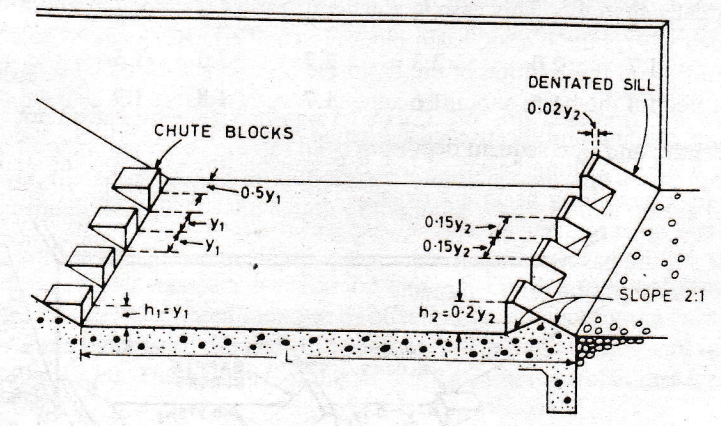 DENTATED SILL
0.02y₂
CHUTE BLOCKS
0.5y₁
y₁
y₁
0.15y₂
0.15y₂
SLOPE 2:1
h₁=y₁
h₂=0.2y₂
L